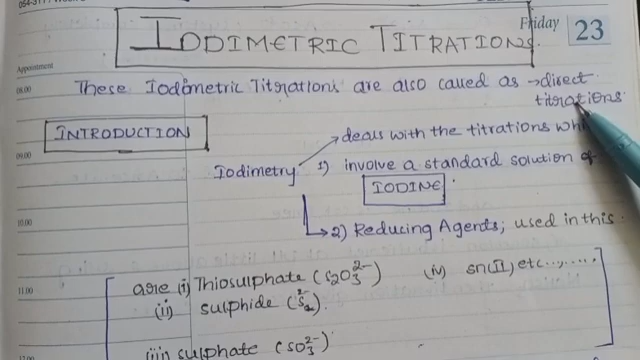 Friday 23
IODIMETRIC TITRATIONS
Appointment
08.00 These Iodimetric Titrations are also called as → direct
titrations
INTRODUCTION
→ deals with the titrations
09.00
Iodimetry 1) involve a standard solution of
IODINE
10.00
→ 2) Reducing Agents; used in this
11.00 are (i) Thiosulphate (S2O3^2-) (iv) sn(II) etc........
(ii) sulphide
(iii) sulphate (SO3^2-)